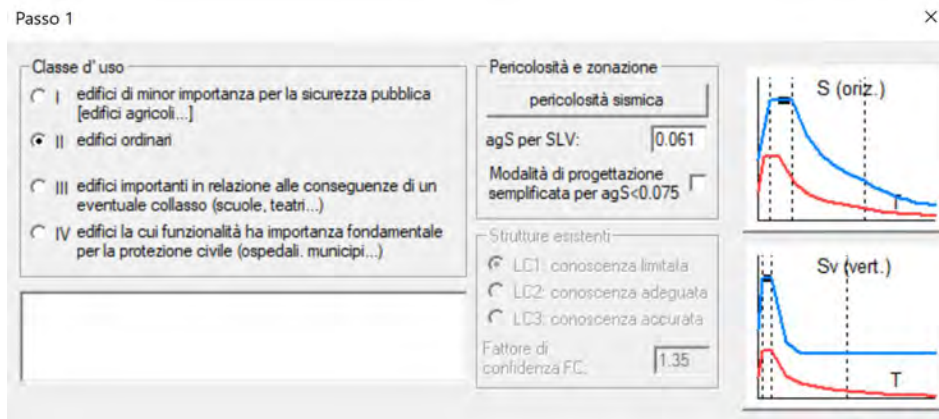 Passo 1
×
Classe d' uso
I edifici di minor importanza per la sicurezza pubblica
[edifici agricoli...]
II edifici ordinari
III edifici importanti in relazione alle conseguenze di un
eventuale collasso (scuole, teatri...)
IV edifici la cui funzionalità ha importanza fondamentale
per la protezione civile (ospedali. municipi...)
Pericolosità e zonazione
pericolosità sismica
agS per SLV: 0.061
Modalità di progettazione
semplificata per agS<0.075
Strutture esistenti
LC1: conoscenza limitata
LC2: conoscenza adeguata
LC3: conoscenza accurata
Fattore di
confidenza FC: 1.35
S (oriz.)
T
Sv (vert.)
T